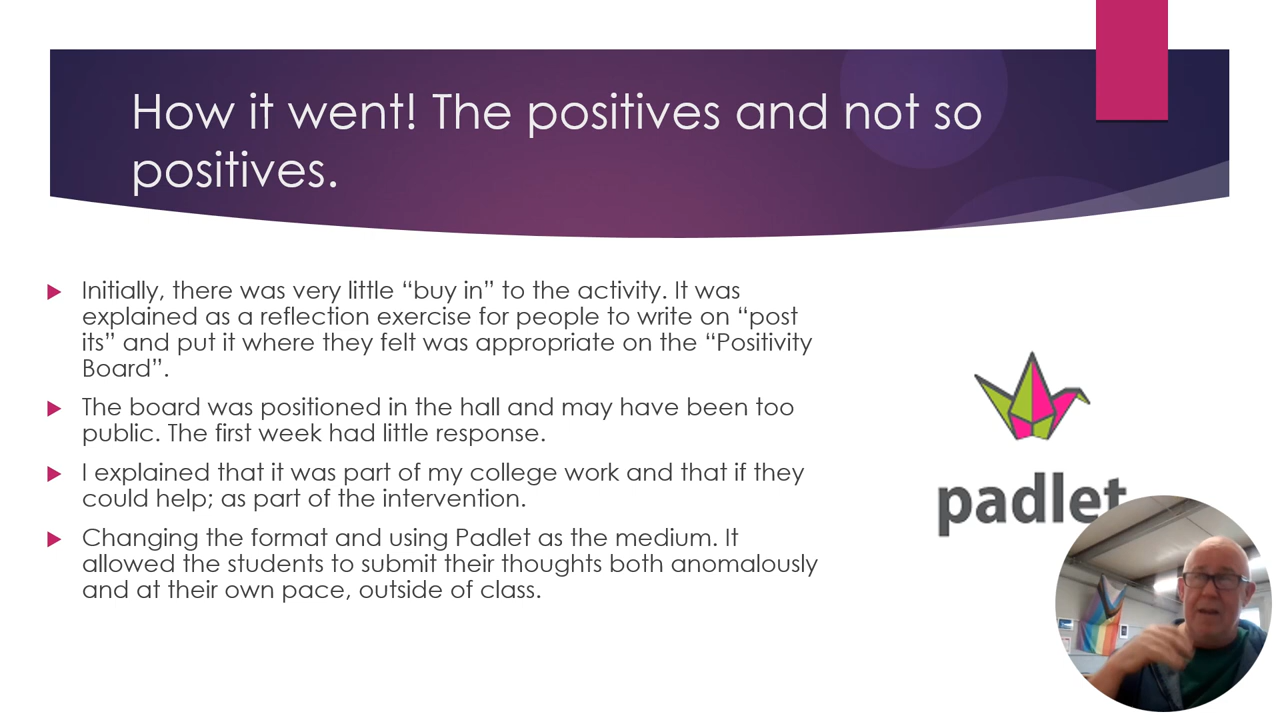 How it went! The positives and not so
positives.
Initially, there was very little “buy in” to the activity. It was
explained as a reflection exercise for people to write on “post
its” and put it where they felt was appropriate on the “Positivity
Board”.
The board was positioned in the hall and may have been too
public. The first week had little response.
I explained that it was part of my college work and that if they
could help; as part of the intervention.
Changing the format and using Padlet as the medium. It
allowed the students to submit their thoughts both anomalously
and at their own pace, outside of class.
padlet